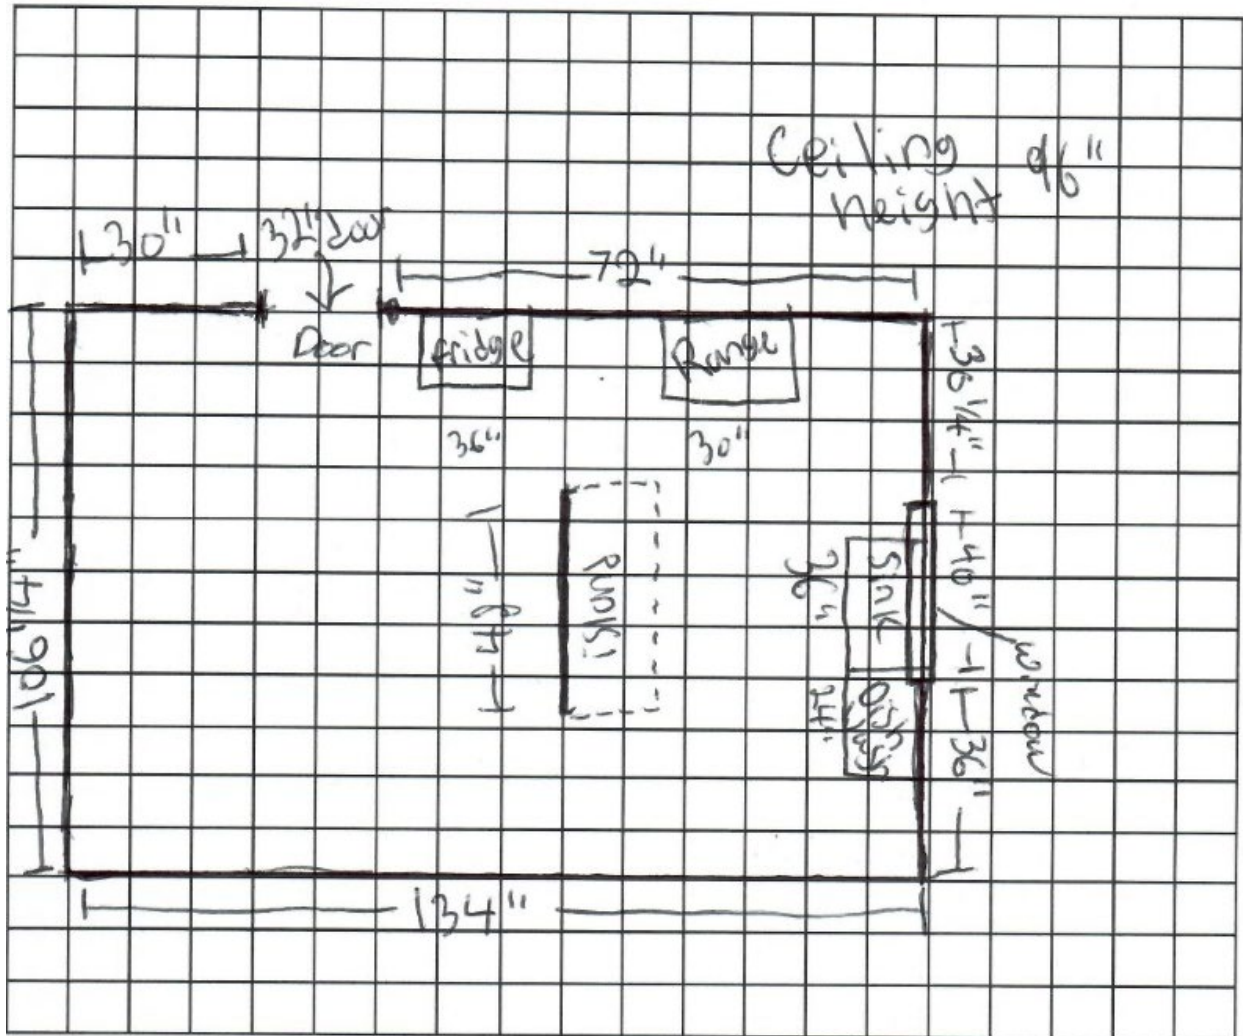 Ceiling 96"
height
30"
32" door
72"
Door
fridge
Range
36"
30"
36 1/4"
40"
window
36"
Sink
36"
Dish
wash
24"
48"
106 1/4"
134"